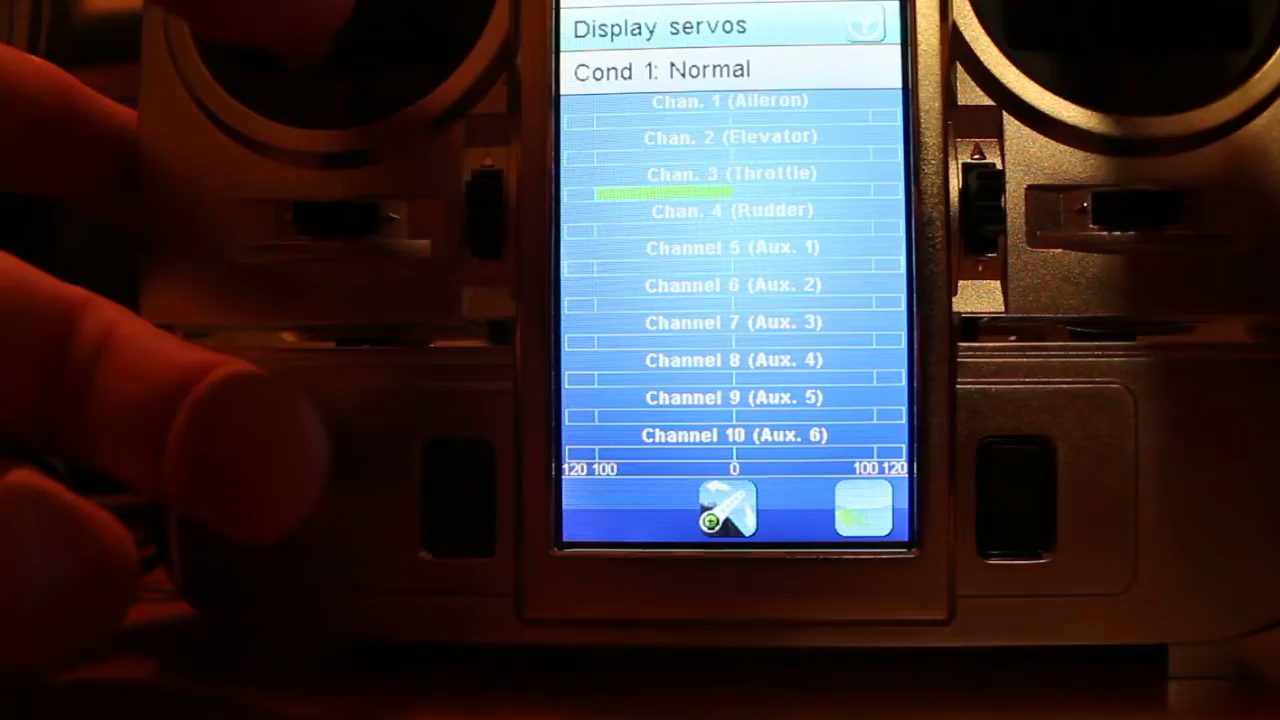 Display servos
Cond 1: Normal
Chan. 1 (Aileron)
Chan. 2 (Elevator)
Chan. 3 (Throttle)
Chan. 4 (Rudder)
Channel 5 (Aux. 1)
Channel 6 (Aux. 2)
Channel 7 (Aux. 3)
Channel 8 (Aux. 4)
Channel 9 (Aux. 5)
Channel 10 (Aux. 6)
120 100 0 100 120